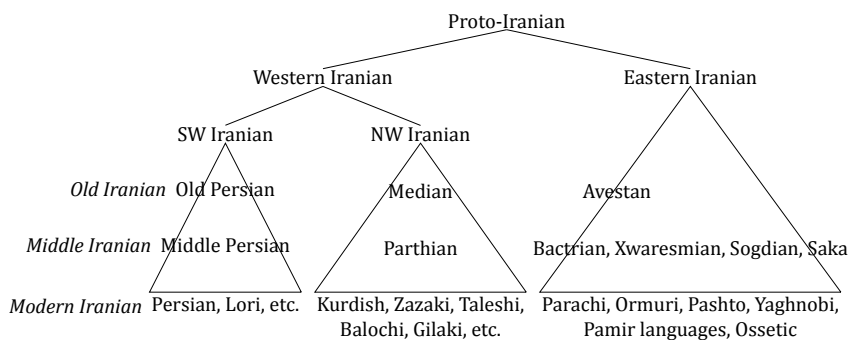 Proto-Iranian
Western Iranian Eastern Iranian
SW Iranian NW Iranian
Old Iranian Old Persian Median Avestan
Middle Iranian Middle Persian Parthian Bactrian, Xwaresmian, Sogdian, Saka
Modern Iranian Persian, Lori, etc. Kurdish, Zazaki, Taleshi, Parachi, Ormuri, Pashto, Yaghnobi,
Balochi, Gilaki, etc. Pamir languages, Ossetic